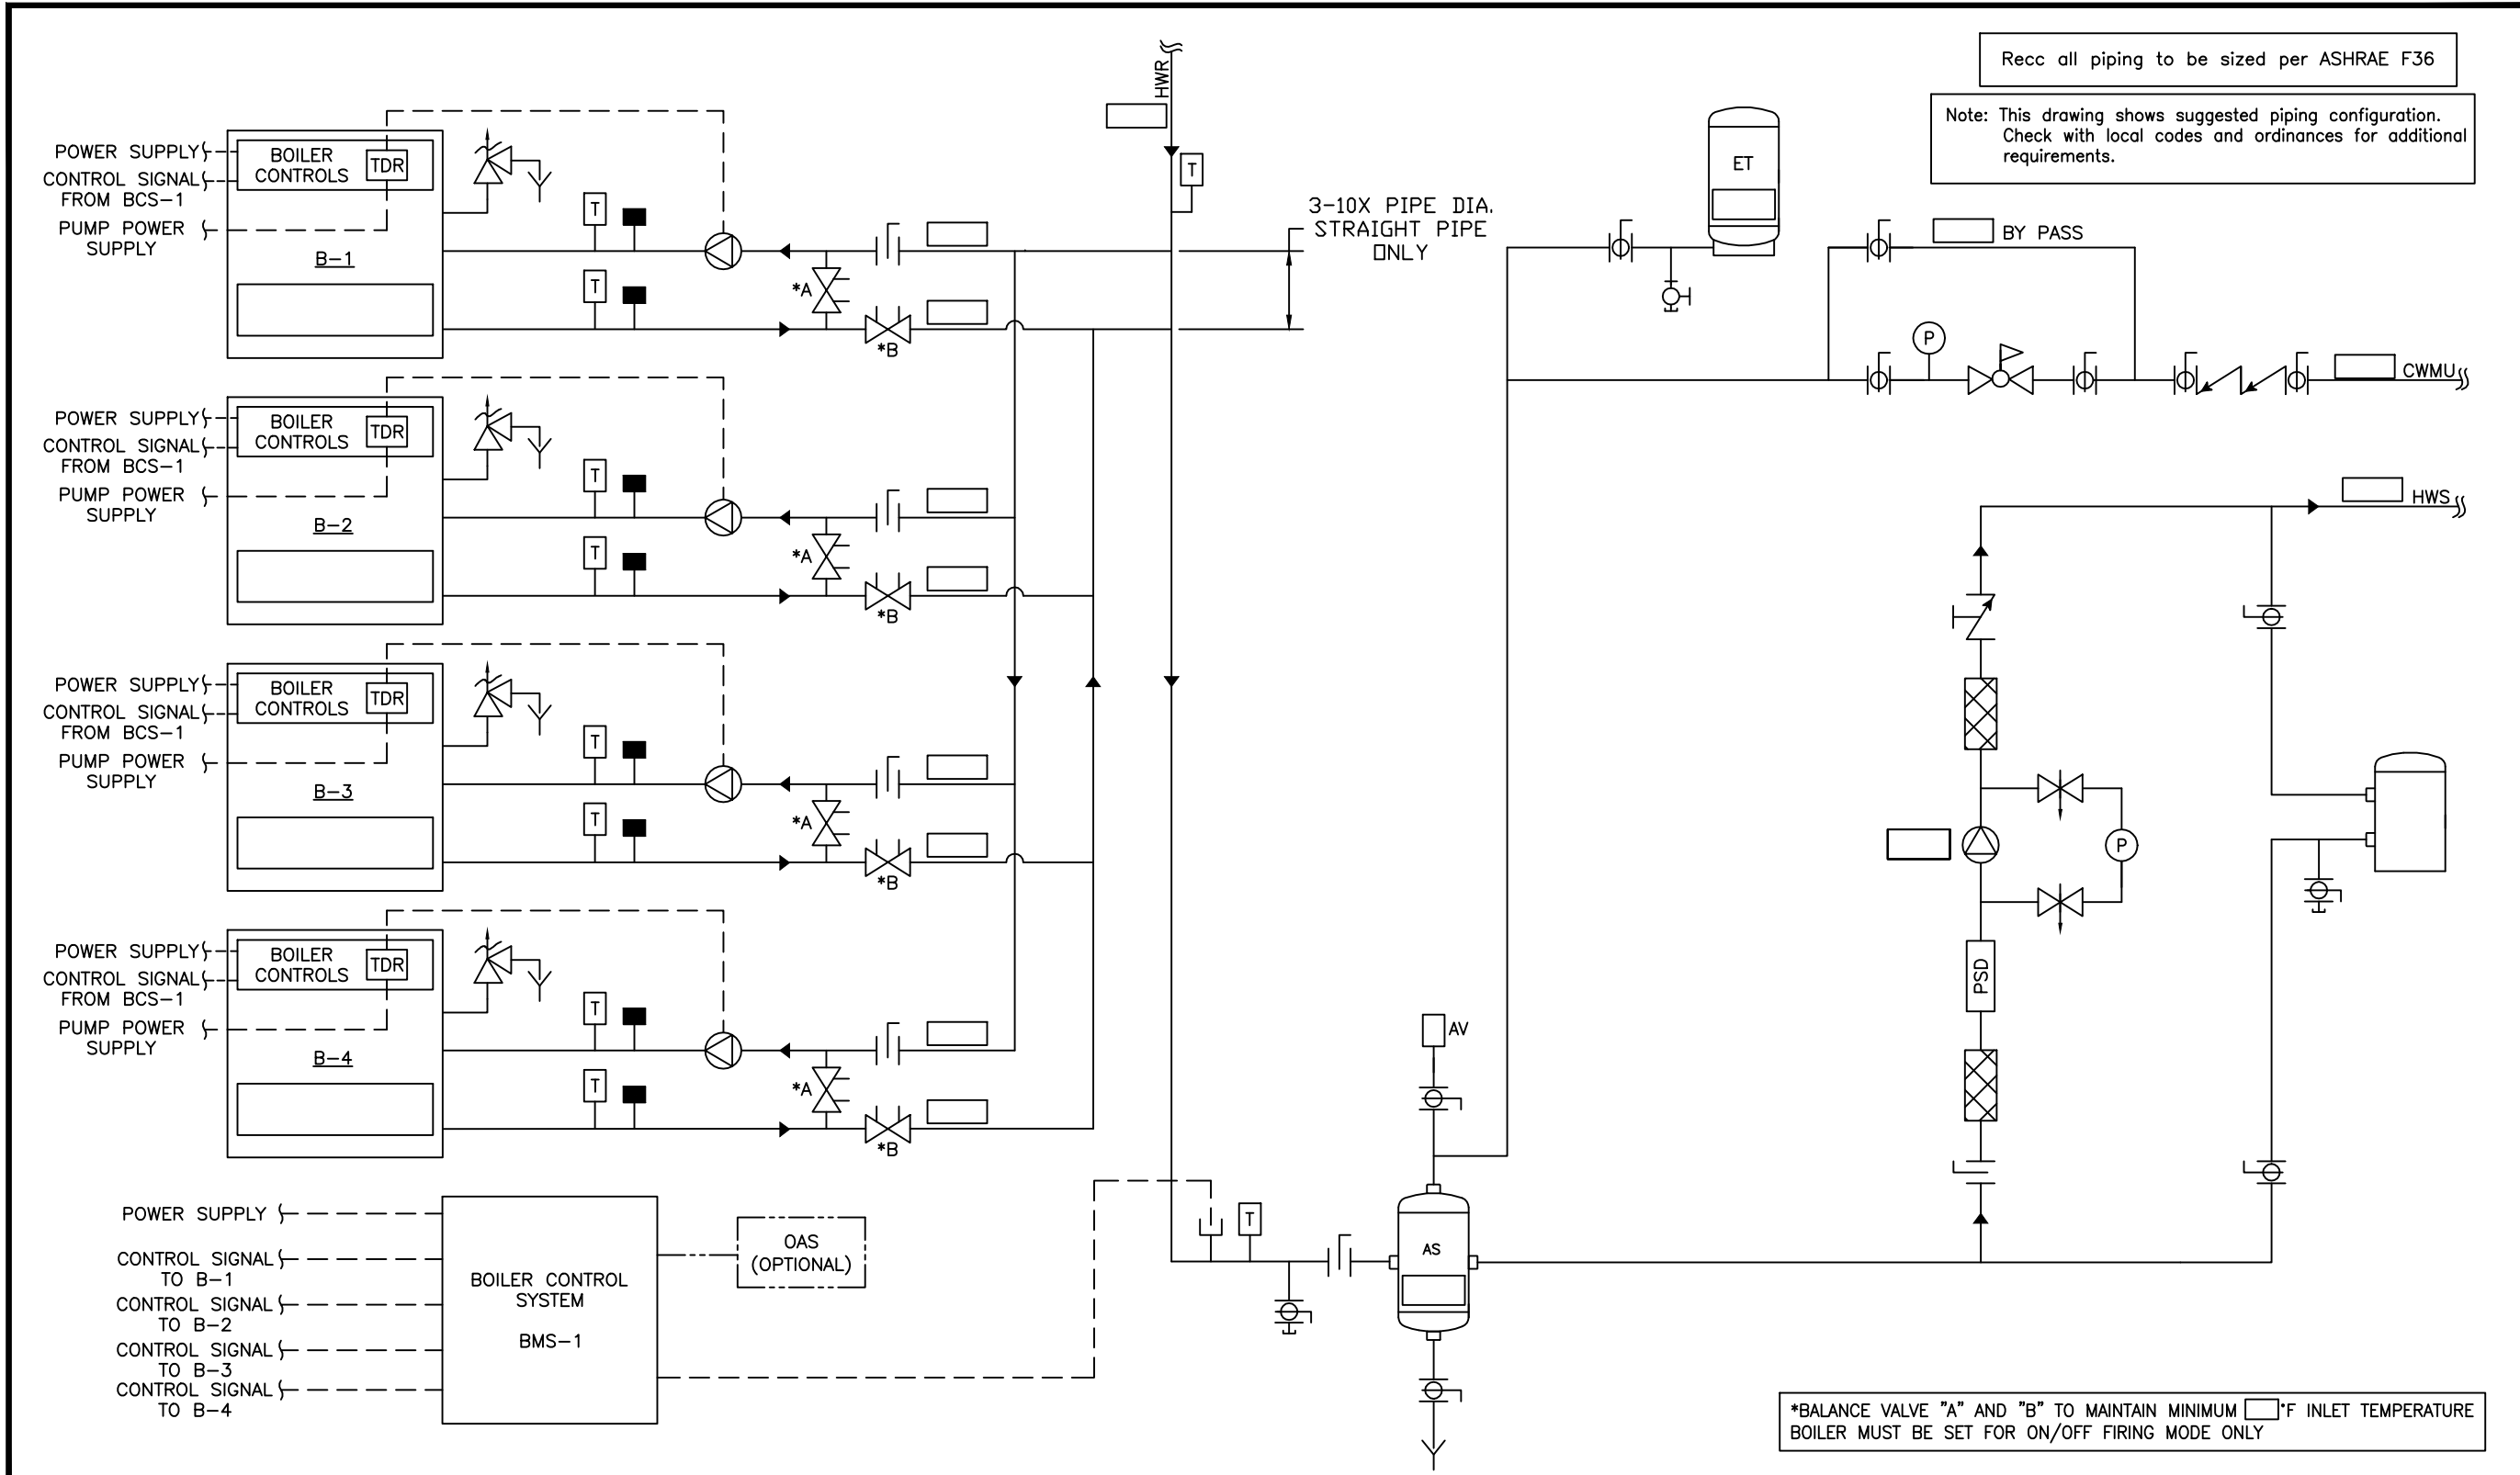 Recc all piping to be sized per ASHRAE F36
Note: This drawing shows suggested piping configuration.
Check with local codes and ordinances for additional
requirements.
HWR
T
3-10X PIPE DIA.
STRAIGHT PIPE
ONLY
POWER SUPPLY
CONTROL SIGNAL
FROM BCS-1
PUMP POWER
SUPPLY
BOILER
CONTROLS
TDR
B-1
T
T
*A
*B
POWER SUPPLY
CONTROL SIGNAL
FROM BCS-1
PUMP POWER
SUPPLY
BOILER
CONTROLS
TDR
B-2
T
T
*A
*B
POWER SUPPLY
CONTROL SIGNAL
FROM BCS-1
PUMP POWER
SUPPLY
BOILER
CONTROLS
TDR
B-3
T
T
*A
*B
POWER SUPPLY
CONTROL SIGNAL
FROM BCS-1
PUMP POWER
SUPPLY
BOILER
CONTROLS
TDR
B-4
T
T
*A
*B
ET
BY PASS
P
CWMU
HWS
P
PSD
AV
T
AS
POWER SUPPLY
CONTROL SIGNAL
TO B-1
CONTROL SIGNAL
TO B-2
CONTROL SIGNAL
TO B-3
CONTROL SIGNAL
TO B-4
BOILER CONTROL
SYSTEM
BMS-1
OAS
(OPTIONAL)
*BALANCE VALVE "A" AND "B" TO MAINTAIN MINIMUM °F INLET TEMPERATURE
BOILER MUST BE SET FOR ON/OFF FIRING MODE ONLY